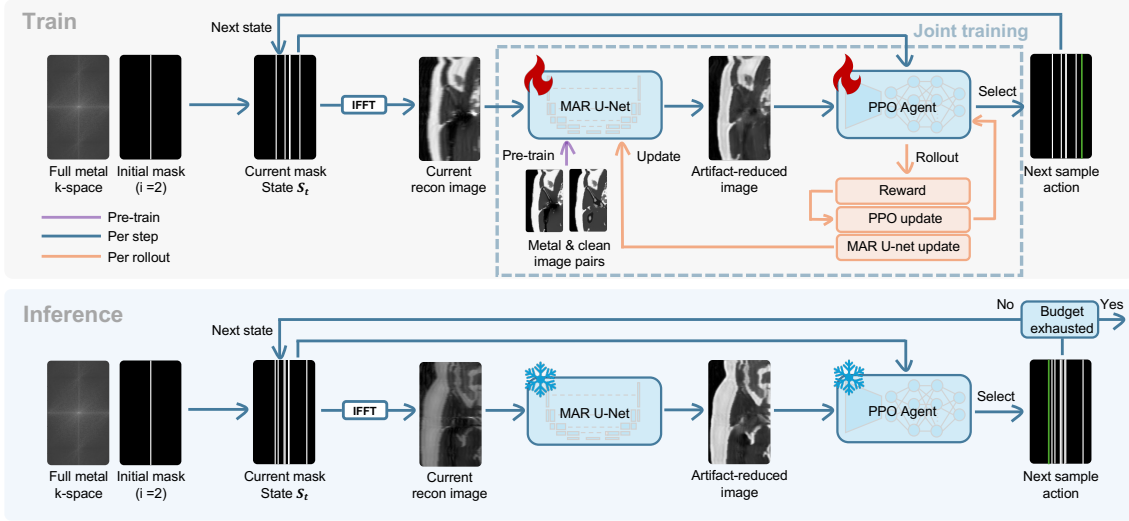 Train
Next state
Joint training
IFFT
MAR U-Net
PPO Agent
Select
Pre-train
Update
Rollout
Full metal
k-space
Initial mask
(i =2)
Current mask
State St
Current
recon image
Artifact-reduced
image
Next sample
action
Reward
PPO update
MAR U-net update
Metal & clean
image pairs
Pre-train
Per step
Per rollout
Inference
Next state
No
Budget
exhausted
Yes
IFFT
MAR U-Net
PPO Agent
Select
Full metal
k-space
Initial mask
(i =2)
Current mask
State St
Current
recon image
Artifact-reduced
image
Next sample
action